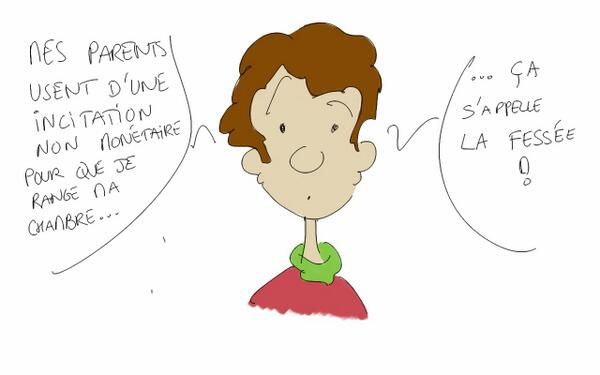 MES PARENTS
USENT D'UNE
INCITATION
NON MONÉTAIRE
POUR QUE JE
RANGE MA
CHAMBRE...
... ÇA
S'APPELLE
LA FESSÉE
!